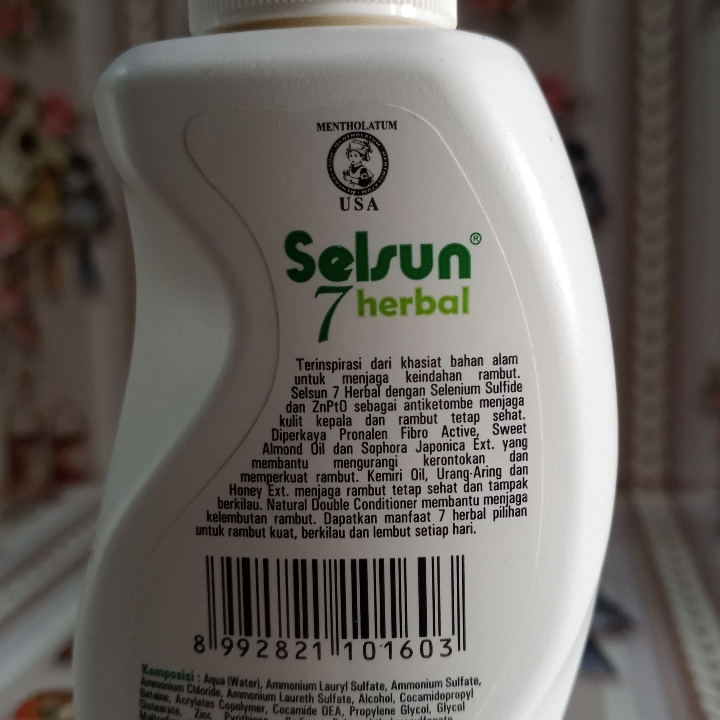 MENTHOLATUM
USA
Selsun®
7 herbal
Terinspirasi dari khasiat bahan alam
untuk menjaga keindahan rambut.
Selsun 7 Herbal dengan Selenium Sulfide
dan ZnPtO sebagai antiketombe menjaga
kulit kepala dan rambut tetap sehat.
Diperkaya Pronalen Fibro Active, Sweet
Almond Oil dan Sophora Japonica Ext. yang
membantu mengurangi kerontokan dan
memperkuat rambut. Kemiri Oil, Urang-Aring dan
Honey Ext. menjaga rambut tetap sehat dan tampak
berkilau. Natural Double Conditioner membantu menjaga
kelembutan rambut. Dapatkan manfaat 7 herbal pilihan
untuk rambut kuat, berkilau dan lembut setiap hari.
8 992821 101603
Komposisi : Aqua (Water), Ammonium Lauryl Sulfate, Ammonium
Ammonium Chloride, Ammonium Laureth Sulfate, Alcohol, Cocamidopropyl
Betaine, Acrylates Copolymer, Cocamide DEA, Propylene Glycol, Glycol
Distearate, Zinc